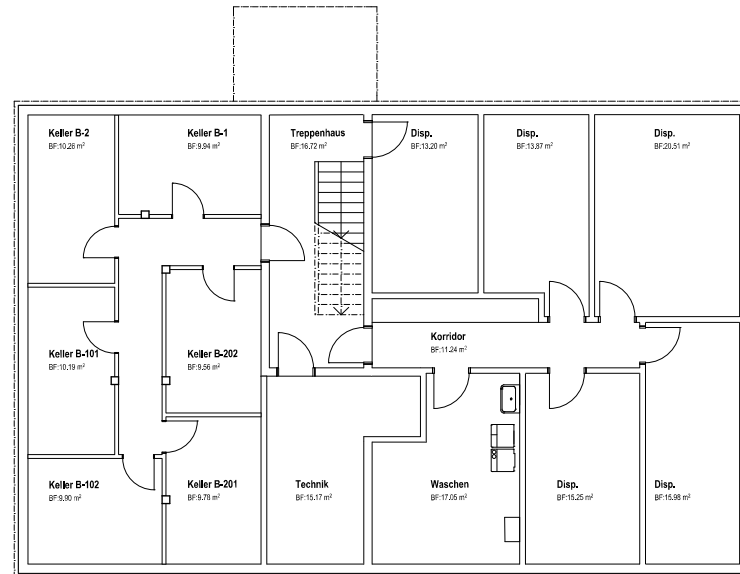 Keller B-2
BF:10.26 m²
Keller B-1
BF:9.94 m²
Treppenhaus
BF:16.72 m²
Disp.
BF:13.20 m²
Disp.
BF:13.87 m²
Disp.
BF:20.51 m²
Keller B-101
BF:10.19 m²
Keller B-202
BF:9.56 m²
Korridor
BF:11.24 m²
Keller B-102
BF:9.90 m²
Keller B-201
BF:9.78 m²
Technik
BF:15.17 m²
Waschen
BF:17.05 m²
Disp.
BF:15.25 m²
Disp.
BF:15.98 m²